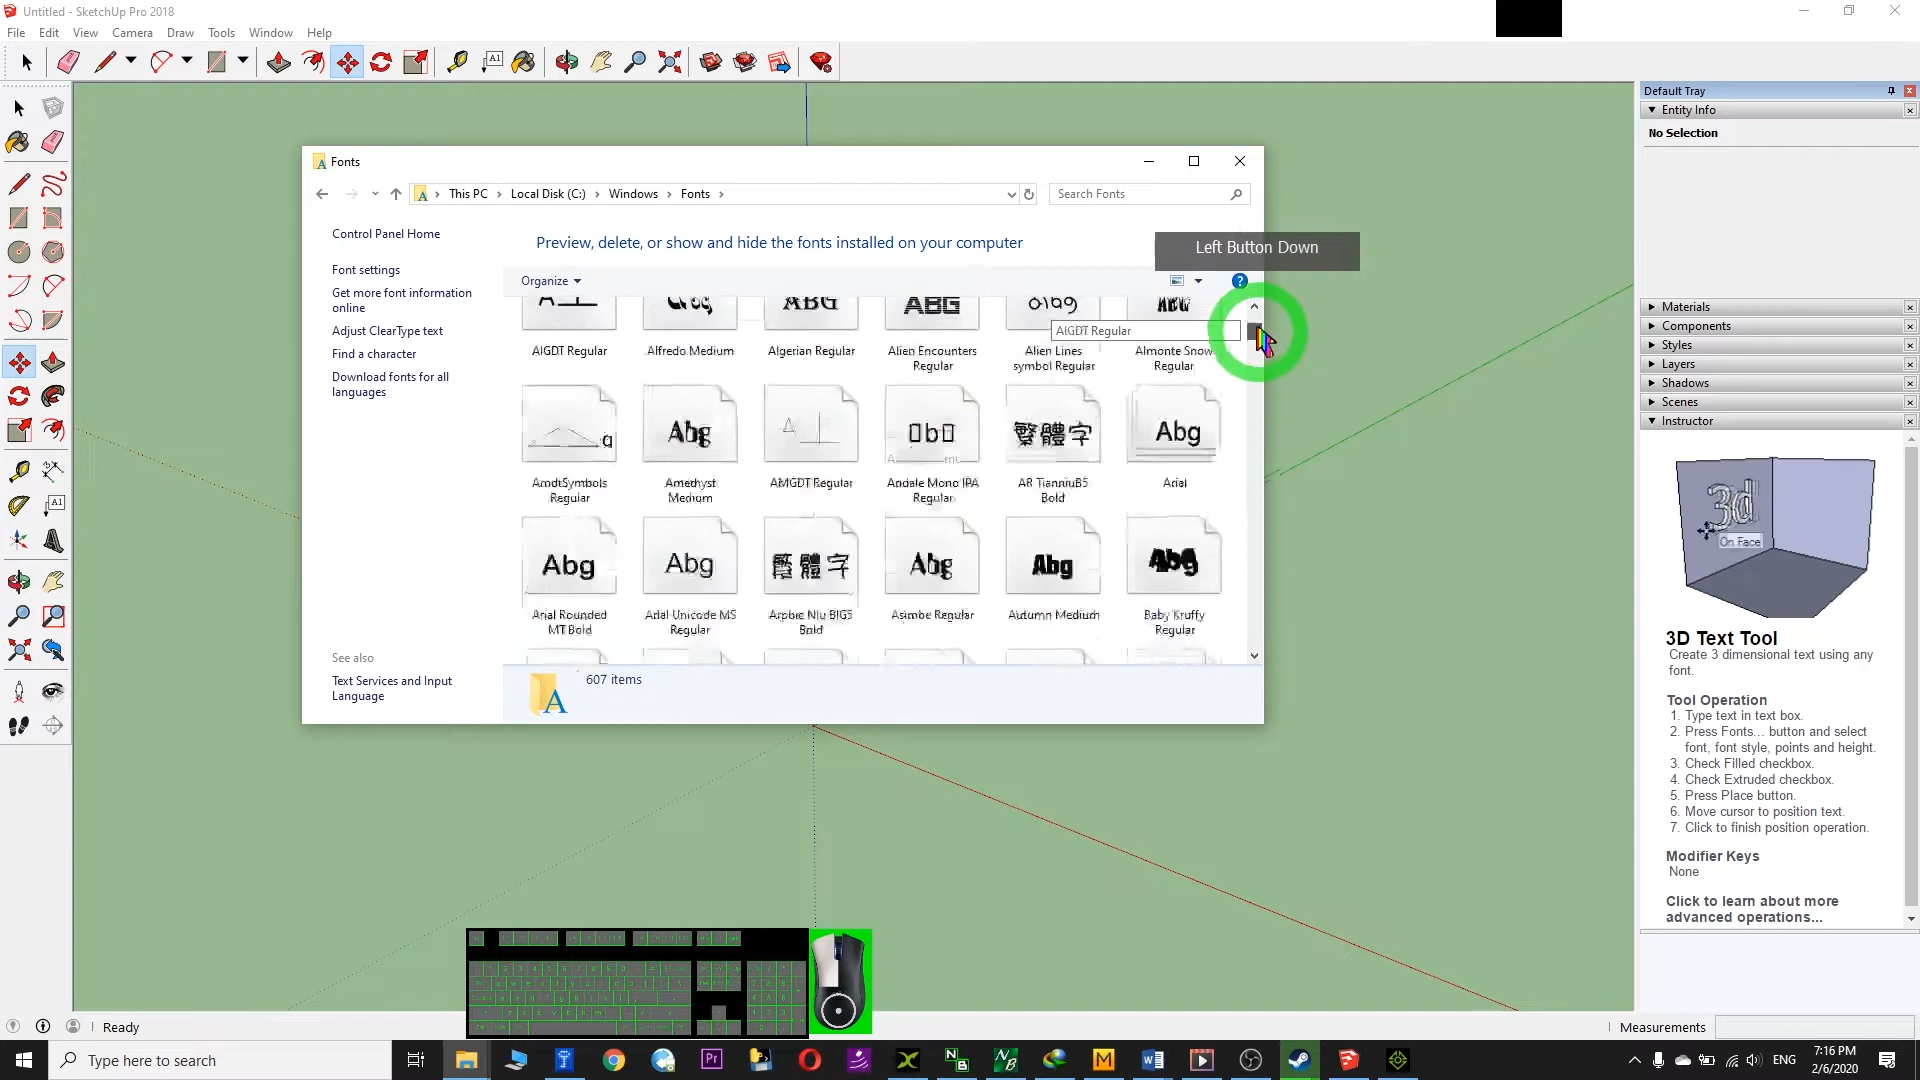 Untitled - SketchUp Pro 2018
File Edit View Camera Draw Tools Window Help
Default Tray
Entity Info
No Selection
Fonts
This PC > Local Disk (C:) > Windows > Fonts >
Search Fonts
Control Panel Home
Preview, delete, or show and hide the fonts installed on your computer
Left Button Down
Font settings
Get more font information
online
Adjust ClearType text
Find a character
Download fonts for all
languages
Organize
ABG ABG
AIGDT Regular
AIGDT Regular
Alfredo Medium
Algerian Regular
Alien Encounters
Regular
Alien Lines
symbol Regular
Almonte Snow
Regular
Abg
繁體字
Abg
AmdtSymbols
Regular
Amethyst
Medium
AMGDT Regular
Andale Mono IPA
Regular
AR TianniuB5
Bold
Arial
Abg
Abg
繁體字
Abg
Abg
Abg
Arial Rounded
MT Bold
Arial Unicode MS
Regular
Regular
Autumn Medium
Baby Kruffy
Regular
See also
Text Services and Input
Language
607 items
Materials
Components
Styles
Layers
Shadows
Scenes
Instructor
3d
On Face
3D Text Tool
Create 3 dimensional text using any
font.
Tool Operation
1. Type text in text box.
2. Press Fonts... button and select
font, font style, points and height.
3. Check Filled checkbox.
4. Check Extruded checkbox.
5. Press Place button.
6. Move cursor to position text.
7. Click to finish position operation.
Modifier Keys
None
Click to learn about more
advanced operations...
Ready
Measurements
Type here to search
ENG
7:16 PM
2/6/2020